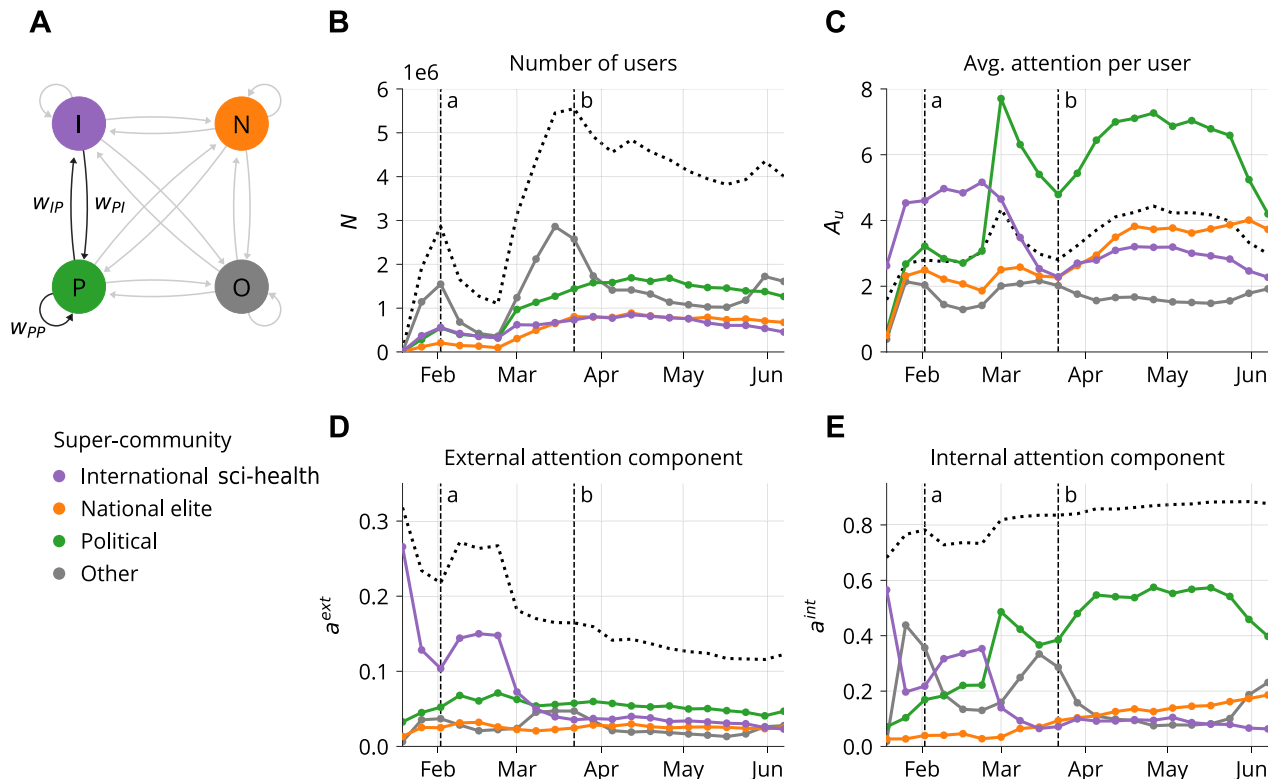 A
I
N
P
O
w_IP
w_PI
w_PP
Super-community
International sci-health
National elite
Political
Other
B
1e6
Number of users
a
b
N
6
5
4
3
2
1
0
Feb
Mar
Apr
May
Jun
C
Avg. attention per user
a
b
A_u
8
6
4
2
0
Feb
Mar
Apr
May
Jun
D
External attention component
a
b
a^ext
0.3
0.2
0.1
0.0
Feb
Mar
Apr
May
Jun
E
Internal attention component
a
b
a^int
0.8
0.6
0.4
0.2
0.0
Feb
Mar
Apr
May
Jun